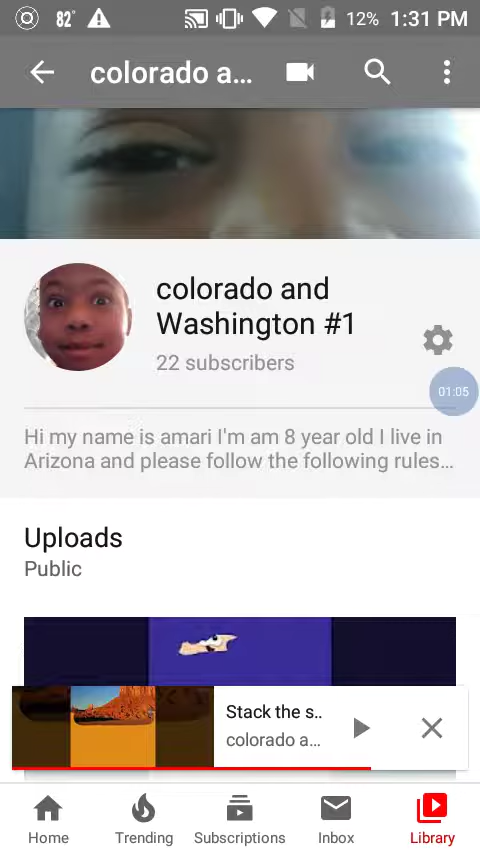 82° 12% 1:31 PM
colorado a...
colorado and
Washington #1
22 subscribers
01:05
Hi my name is amari I'm am 8 year old I live in
Arizona and please follow the following rules...
Uploads
Public
Stack the s..
colorado a...
Home Trending Subscriptions Inbox Library